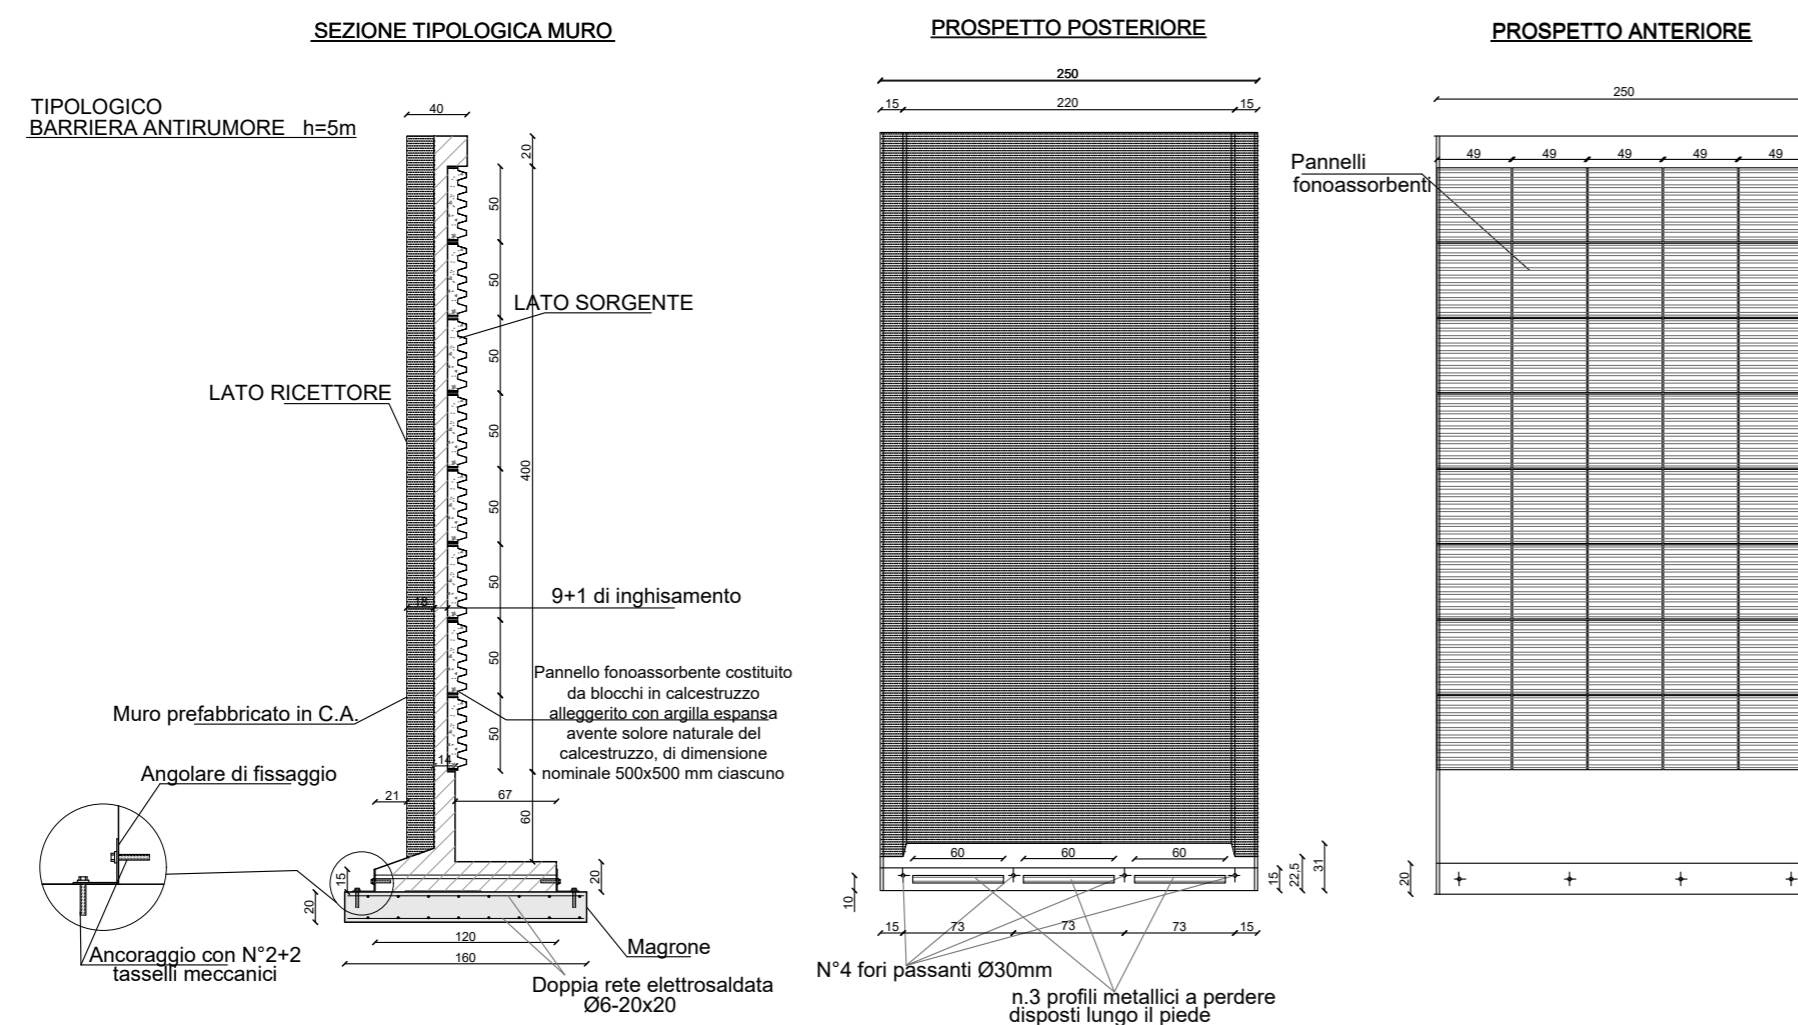 SEZIONE TIPOLOGICA MURO
PROSPETTO POSTERIORE
PROSPETTO ANTERIORE
TIPOLOGICO
BARRIERA ANTIRUMORE h=5m
40
20
50
50
50
50
50
50
50
50
400
60
LATO SORGENTE
LATO RICETTORE
18
9+1 di inghisamento
Pannello fonoassorbente costituito
da blocchi in calcestruzzo
alleggerito con argilla espansa
avente solore naturale del
calcestruzzo, di dimensione
nominale 500x500 mm ciascuno
Muro prefabbricato in C.A.
14
Angolare di fissaggio
21
67
15
20
20
120
160
Ancoraggio con N°2+2
tasselli meccanici
Magrone
Doppia rete elettrosaldata
Ø6-20x20
250
15
220
15
60
60
60
10
15
22,5
31
15
73
73
73
15
N°4 fori passanti Ø30mm
n.3 profili metallici a perdere
disposti lungo il piede
250
49
49
49
49
49
Pannelli
fonoassorbenti
20